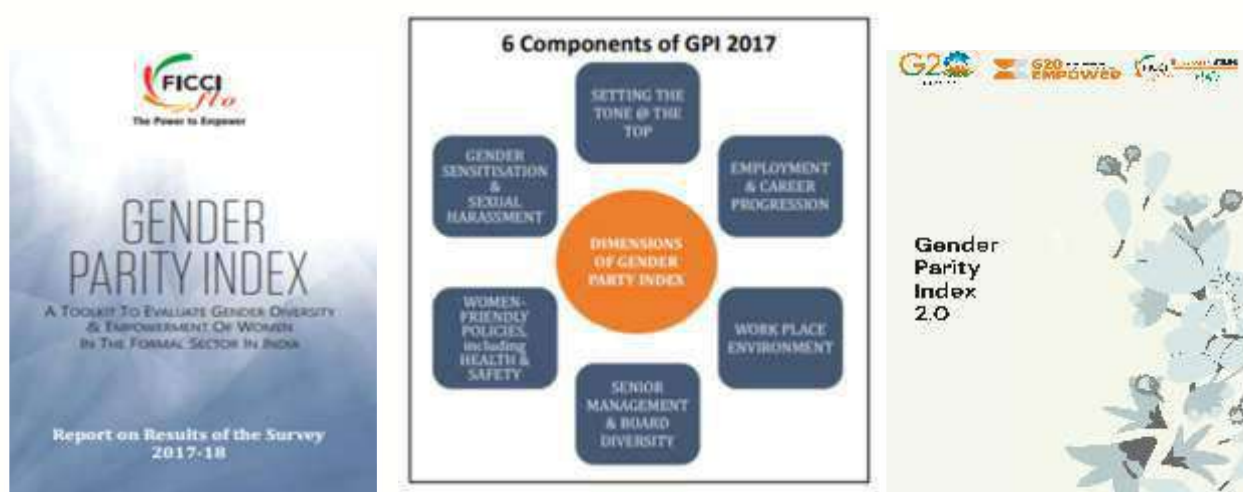 FICCI
flo
The Power to Empower
GENDER
PARITY INDEX
A TOOLKIT TO EVALUATE GENDER DIVERSITY
& EMPOWERMENT OF WOMEN
IN THE FORMAL SECTOR IN INDIA
Report on Results of the Survey
2017-18
6 Components of GPI 2017
SETTING THE
TONE @ THE
TOP
EMPLOYMENT
& CAREER
PROGRESSION
WORK PLACE
ENVIRONMENT
SENIOR
MANAGEMENT
& BOARD
DIVERSITY
WOMEN-
FRIENDLY
POLICIES,
including
HEALTH &
SAFETY
GENDER
SENSITISATION
&
SEXUAL
HARASSMENT
DIMENSIONS
OF GENDER
PARTY INDEX
G20
EMPOWER
FICCI
Gender
Parity
Index
2.0